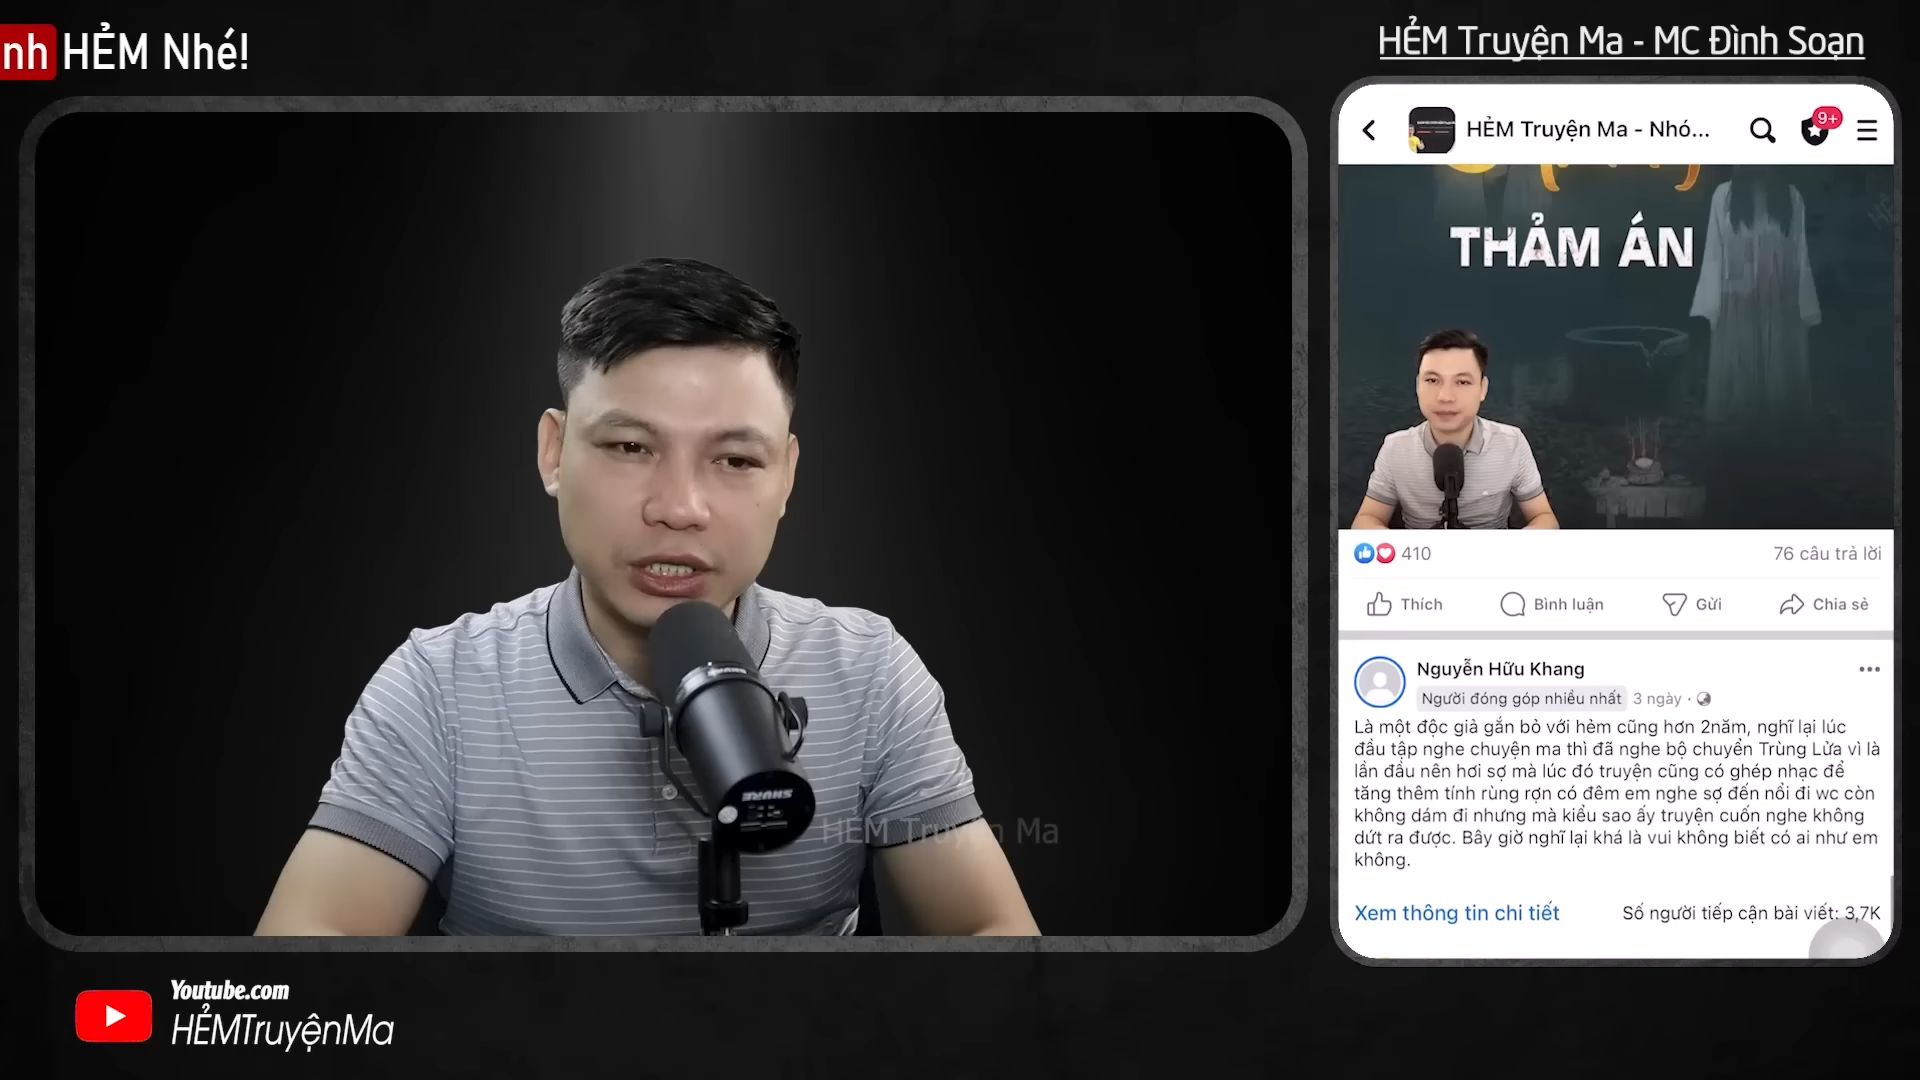 nh HẺM Nhé!
HẺM Truyện Ma - MC Đình Soạn
HẺM Truyện Ma - Nhó...
9+
THẢM ÁN
410
76 câu trả lời
Thích
Bình luận
Gửi
Chia sẻ
Nguyễn Hữu Khang
Người đóng góp nhiều nhất 3 ngày ·
Là một độc giả gắn bỏ với hẻm cũng hơn 2năm, nghĩ lại lúc
đầu tập nghe chuyện ma thì đã nghe bộ chuyển Trùng Lửa vì là
lần đầu nên hơi sợ mà lúc đó truyện cũng có ghép nhạc để
tăng thêm tính rùng rợn có đêm em nghe sợ đến nổi đi wc còn
không dám đi nhưng mà kiểu sao ấy truyện cuốn nghe không
dứt ra được. Bây giờ nghĩ lại khá là vui không biết có ai như em
không.
Xem thông tin chi tiết
Số người tiếp cận bài viết: 3,7K
SHURE
HẺM Truyện Ma
Youtube.com
HẺMTruyệnMa